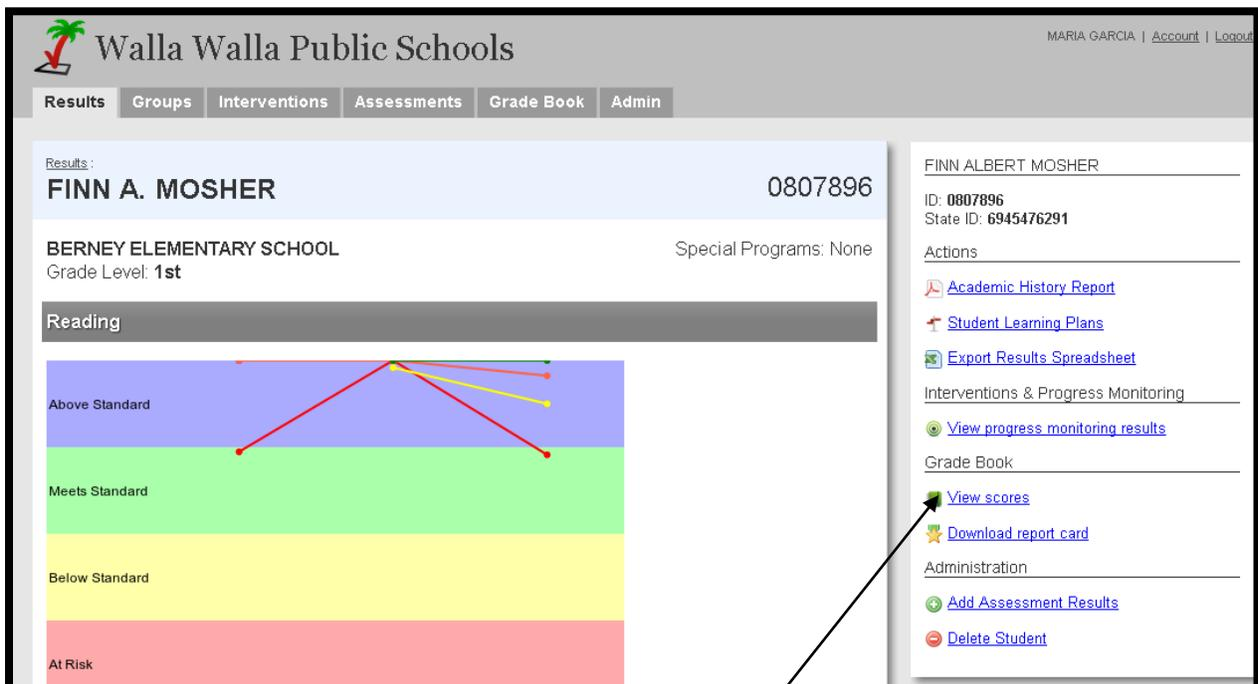 Walla Walla Public Schools
MARIA GARCIA | Account | Logout
Results Groups Interventions Assessments Grade Book Admin
Results :
FINN A. MOSHER 0807896
BERNEY ELEMENTARY SCHOOL Special Programs: None
Grade Level: 1st
Reading
Above Standard
Meets Standard
Below Standard
At Risk
FINN ALBERT MOSHER
ID: 0807896
State ID: 6945476291
Actions
Academic History Report
Student Learning Plans
Export Results Spreadsheet
Interventions & Progress Monitoring
View progress monitoring results
Grade Book
View scores
Download report card
Administration
Add Assessment Results
Delete Student